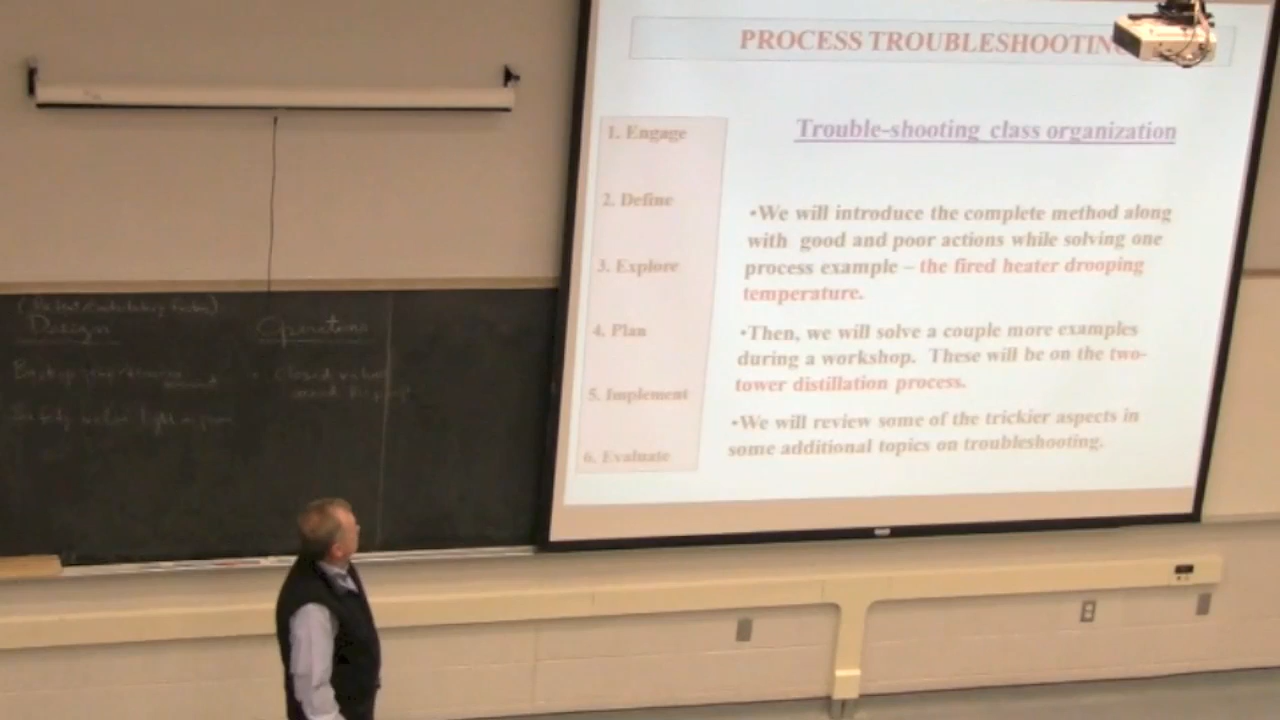 PROCESS TROUBLESHOOTING
Trouble-shooting class organization
1. Engage
2. Define
3. Explore
4. Plan
5. Implement
6. Evaluate
•We will introduce the complete method along
with good and poor actions while solving one
process example – the fired heater drooping
temperature.
•Then, we will solve a couple more examples
during a workshop. These will be on the two-
tower distillation process.
•We will review some of the trickier aspects in
some additional topics on troubleshooting.
Design
Operations